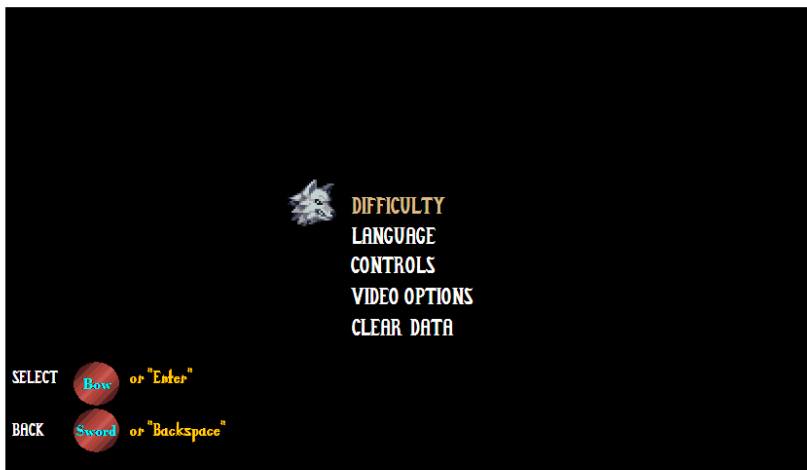 DIFFICULTY
LANGUAGE
CONTROLS
VIDEO OPTIONS
CLEAR DATA
SELECT Bow or "Enter"
BACK Sword or "Backspace"